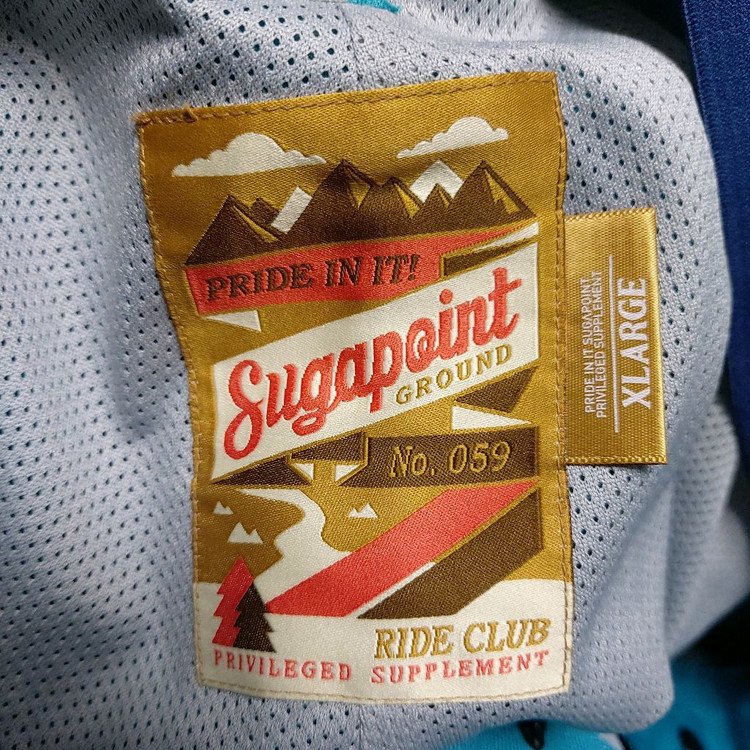 PRIDE IN IT!
Sugapoint
GROUND
No. 059
RIDE CLUB
PRIVILEGED SUPPLEMENT
PRIDE IN IT SUGAPOINT
PRIVILEGED SUPPLEMENT
XLARGE